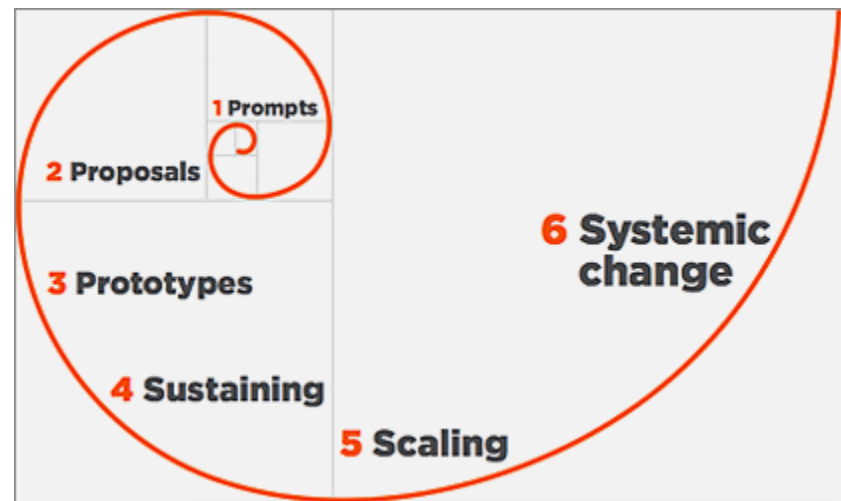 1 Prompts
2 Proposals
3 Prototypes
4 Sustaining
5 Scaling
6 Systemic
change